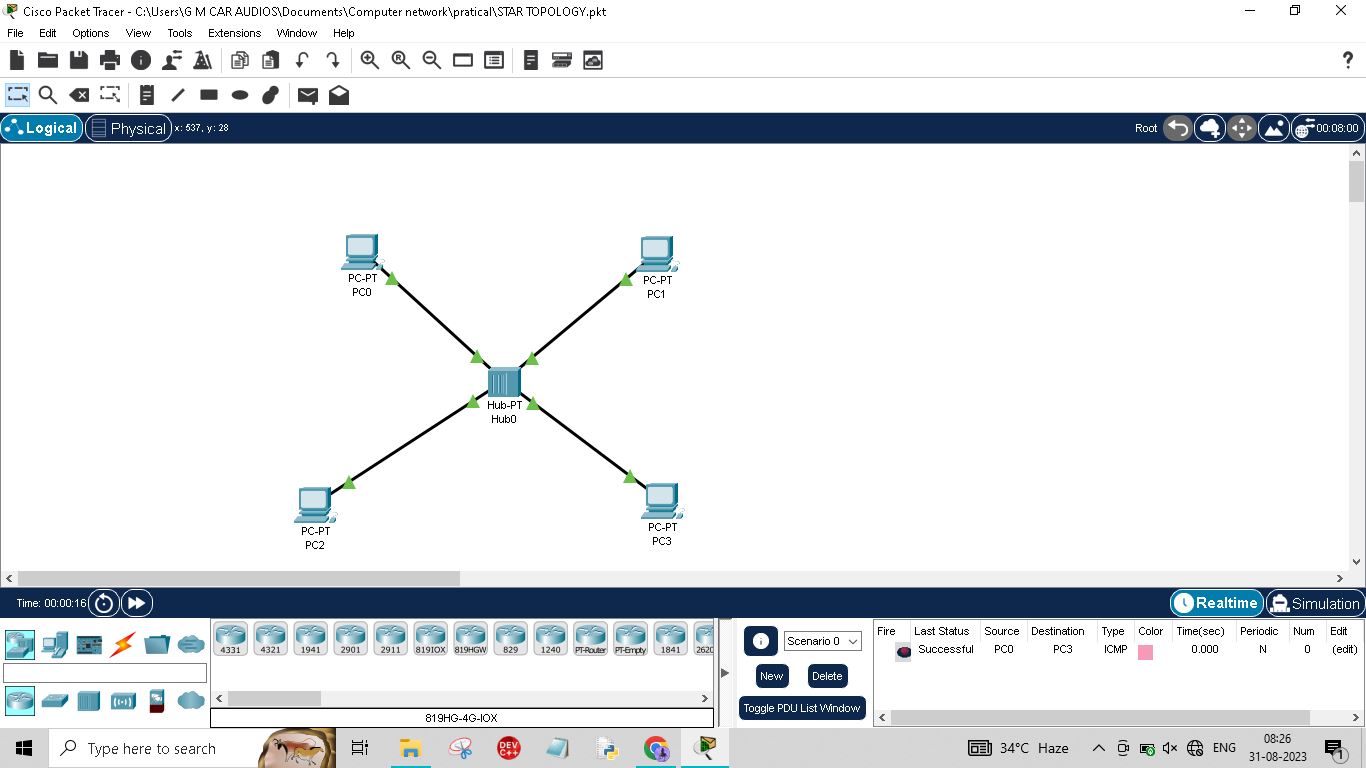 Cisco Packet Tracer - C:\Users\G M CAR AUDIOS\Documents\Computer network\pratical\STAR TOPOLOGY.pkt
File Edit Options View Tools Extensions Window Help
Logical Physical x: 537, y: 28 Root 00:08:00
PC-PT
PC0
PC-PT
PC1
Hub-PT
Hub0
PC-PT
PC2
PC-PT
PC3
Time: 00:00:16 Realtime Simulation
4331 4321 1941 2901 2911 819IOX 819HGW 829 1240 PT-Router PT-Empty 1841 2620
819HG-4G-IOX
Scenario 0
New Delete
Toggle PDU List Window
Fire Last Status Source Destination Type Color Time(sec) Periodic Num Edit
Successful PC0 PC3 ICMP 0.000 N 0 (edit)
Type here to search
DEV
C++
34°C Haze ENG
08:26
31-08-2023
1